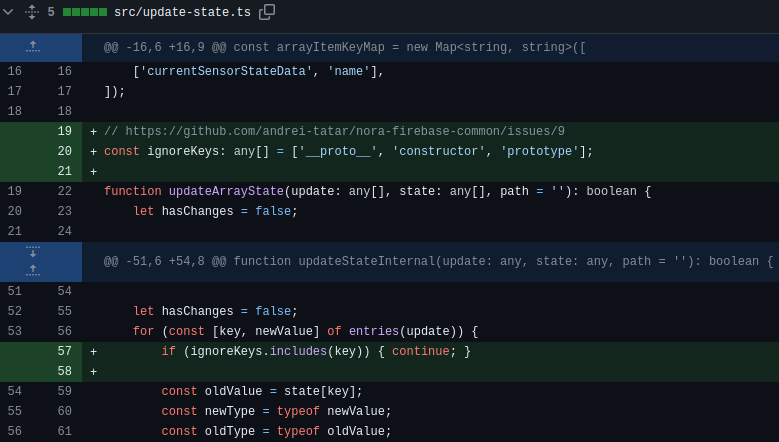 5 src/update-state.ts
@@ -16,6 +16,9 @@ const arrayItemKeyMap = new Map<string, string>([
16 16 ['currentSensorStateData', 'name'],
17 17 ]);
18 18
19 + // https://github.com/andrei-tatar/nora-firebase-common/issues/9
20 + const ignoreKeys: any[] = ['__proto__', 'constructor', 'prototype'];
21 +
19 22 function updateArrayState(update: any[], state: any[], path = ''): boolean {
20 23 let hasChanges = false;
21 24
@@ -51,6 +54,8 @@ function updateStateInternal(update: any, state: any, path = ''): boolean {
51 54
52 55 let hasChanges = false;
53 56 for (const [key, newValue] of entries(update)) {
57 + if (ignoreKeys.includes(key)) { continue; }
58 +
54 59 const oldValue = state[key];
55 60 const newType = typeof newValue;
56 61 const oldType = typeof oldValue;